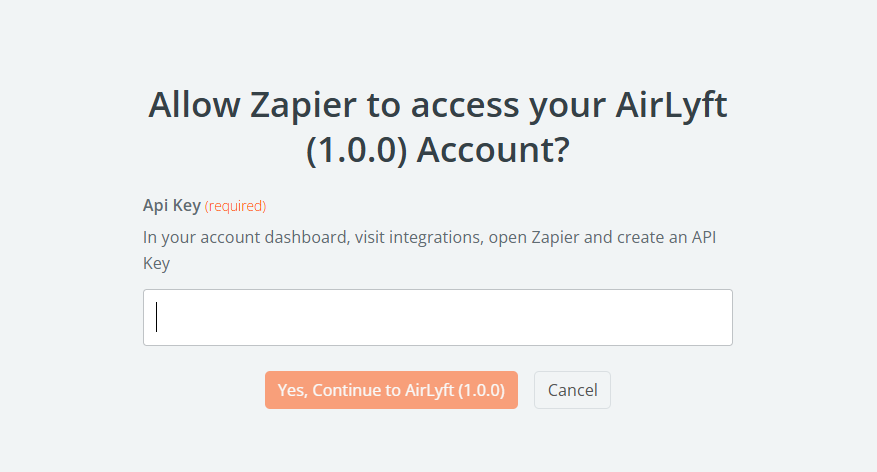 Allow Zapier to access your AirLyft
(1.0.0) Account?
Api Key (required)
In your account dashboard, visit integrations, open Zapier and create an API
Key
Yes, Continue to AirLyft (1.0.0) Cancel